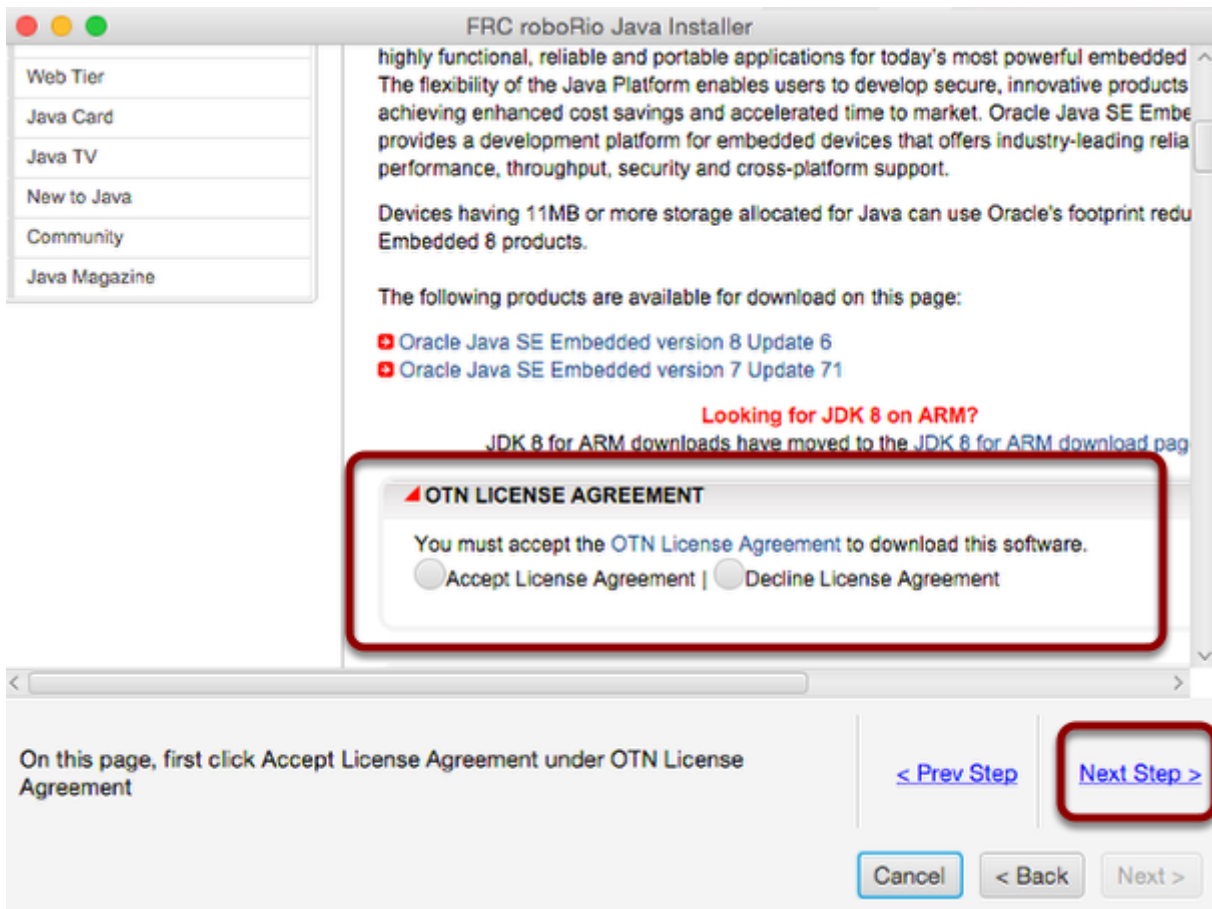 FRC roboRio Java Installer
Web Tier
Java Card
Java TV
New to Java
Community
Java Magazine
highly functional, reliable and portable applications for today's most powerful embedded
The flexibility of the Java Platform enables users to develop secure, innovative products
achieving enhanced cost savings and accelerated time to market. Oracle Java SE Embe
provides a development platform for embedded devices that offers industry-leading relia
performance, throughput, security and cross-platform support.
Devices having 11MB or more storage allocated for Java can use Oracle's footprint redu
Embedded 8 products.
The following products are available for download on this page:
Oracle Java SE Embedded version 8 Update 6
Oracle Java SE Embedded version 7 Update 71
Looking for JDK 8 on ARM?
JDK 8 for ARM downloads have moved to the JDK 8 for ARM download pag
OTN LICENSE AGREEMENT
You must accept the OTN License Agreement to download this software.
Accept License Agreement | Decline License Agreement
On this page, first click Accept License Agreement under OTN License
Agreement
< Prev Step
Next Step >
Cancel
< Back
Next >